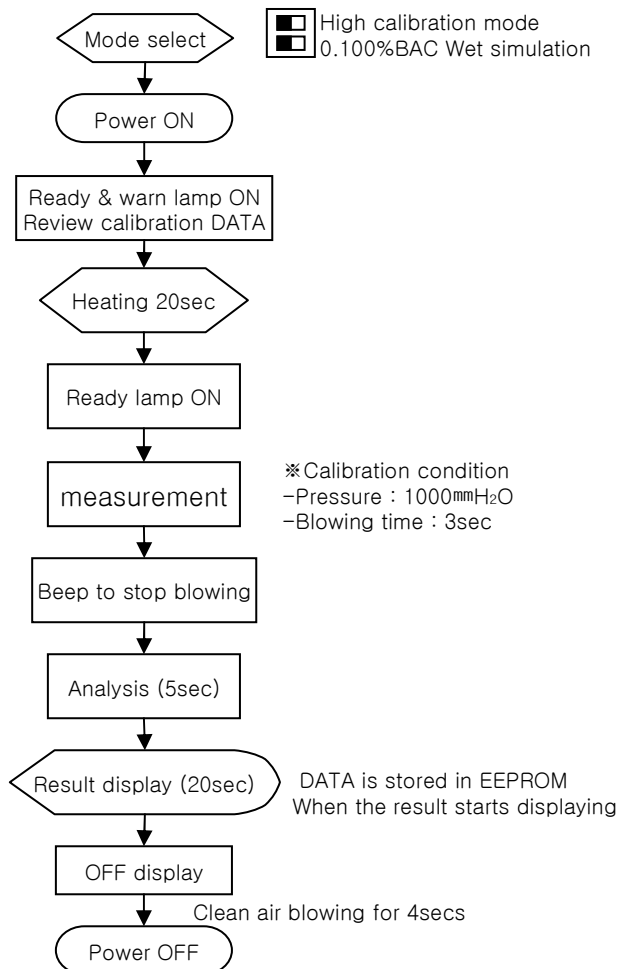 Mode select
High calibration mode
0.100%BAC Wet simulation
Power ON
Ready & warn lamp ON
Review calibration DATA
Heating 20sec
Ready lamp ON
measurement
※Calibration condition
-Pressure : 1000㎜H₂O
-Blowing time : 3sec
Beep to stop blowing
Analysis (5sec)
Result display (20sec)
DATA is stored in EEPROM
When the result starts displaying
OFF display
Clean air blowing for 4secs
Power OFF